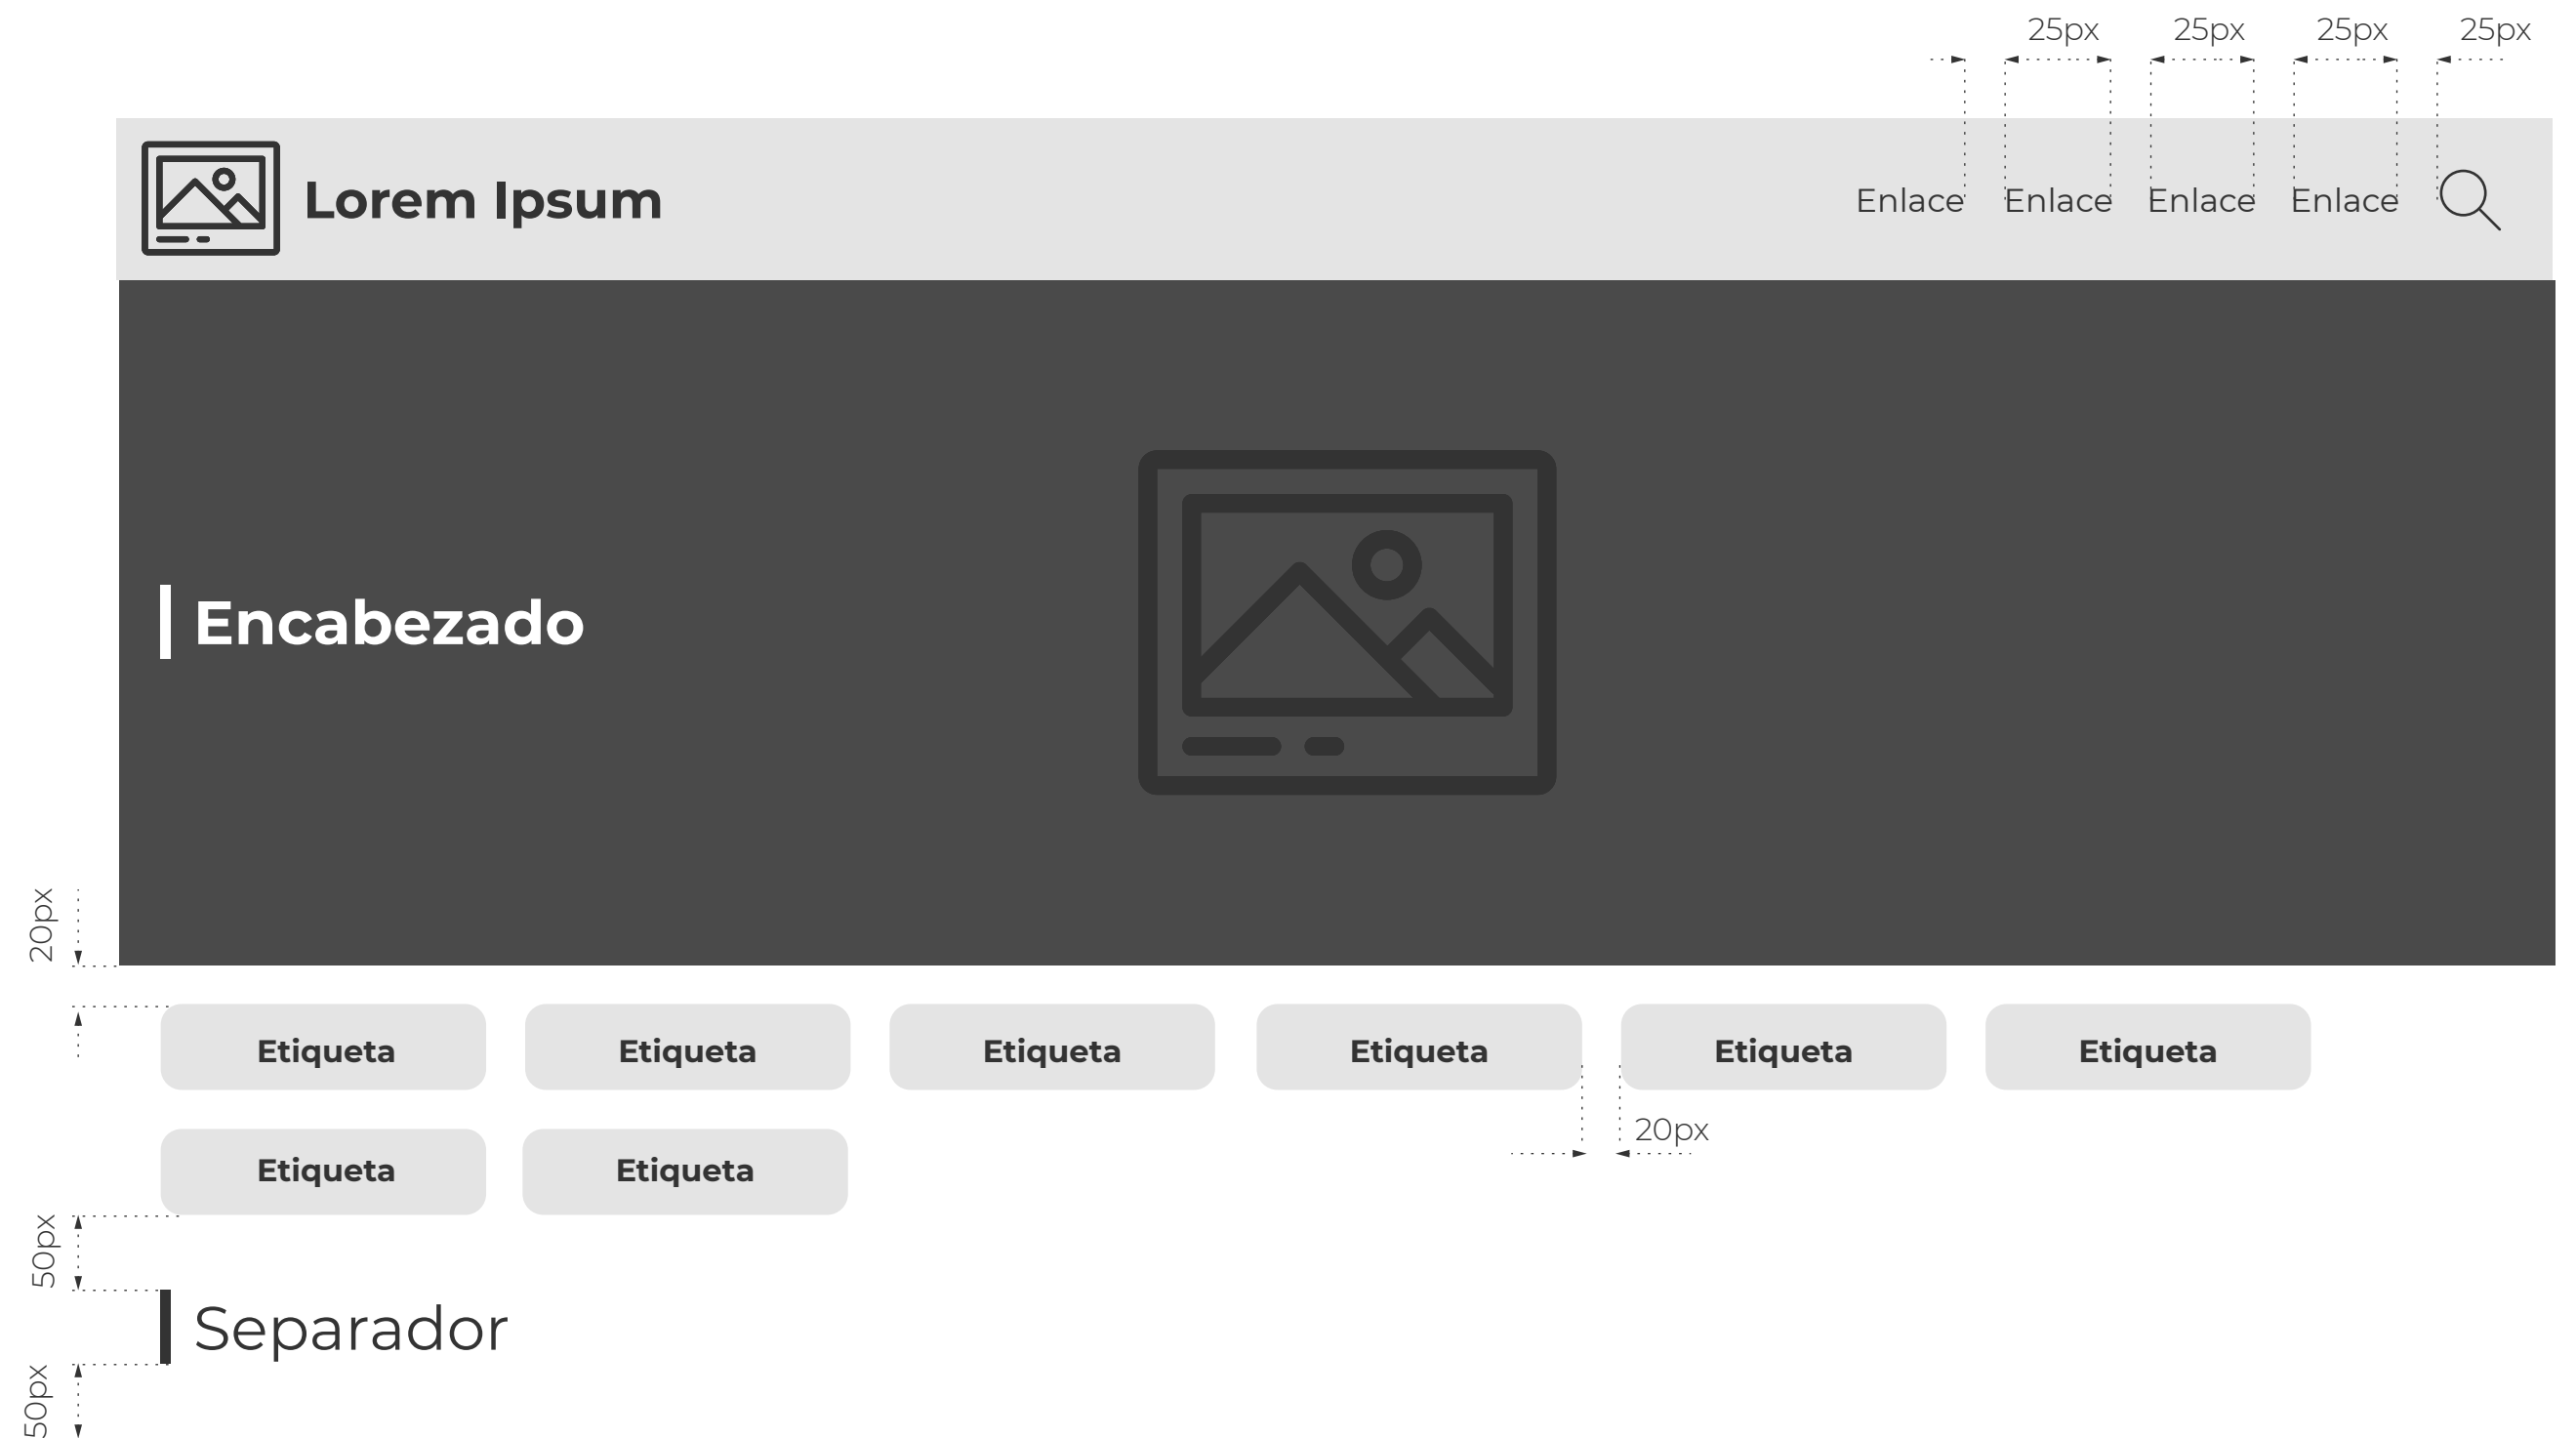 25px 25px 25px 25px
Lorem Ipsum Enlace Enlace Enlace Enlace
Encabezado
20px
Etiqueta Etiqueta Etiqueta Etiqueta Etiqueta Etiqueta
20px
Etiqueta Etiqueta
50px
Separador
50px